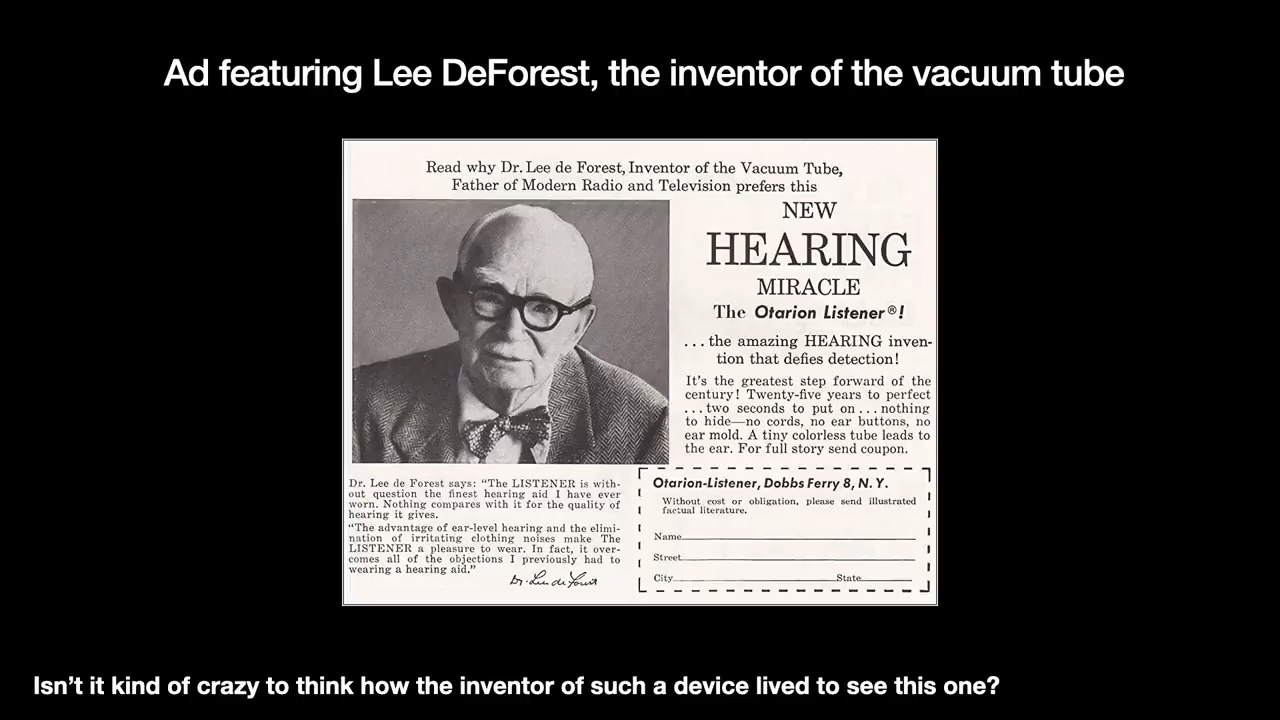 Ad featuring Lee DeForest, the inventor of the vacuum tube
Read why Dr. Lee de Forest, Inventor of the Vacuum Tube,
Father of Modern Radio and Television prefers this
NEW
HEARING
MIRACLE
The Otarion Listener®!
...the amazing HEARING inven-
tion that defies detection!
It's the greatest step forward of the
century! Twenty-five years to perfect
...two seconds to put on...nothing
to hide—no cords, no ear buttons, no
ear mold. A tiny colorless tube leads to
the ear. For full story send coupon.
Dr. Lee de Forest says: "The LISTENER is with-
out question the finest hearing aid I have ever
worn. Nothing compares with it for the quality of
hearing it gives.
"The advantage of ear-level hearing and the elimi-
nation of irritating clothing noises make The
LISTENER a pleasure to wear. In fact, it over-
comes all of the objections I previously had to
wearing a hearing aid."
Dr. Lee de Forest
Otarion-Listener, Dobbs Ferry 8, N. Y.
Without cost or obligation, please send illustrated
factual literature.
Name
Street
City State
Isn't it kind of crazy to think how the inventor of such a device lived to see this one?